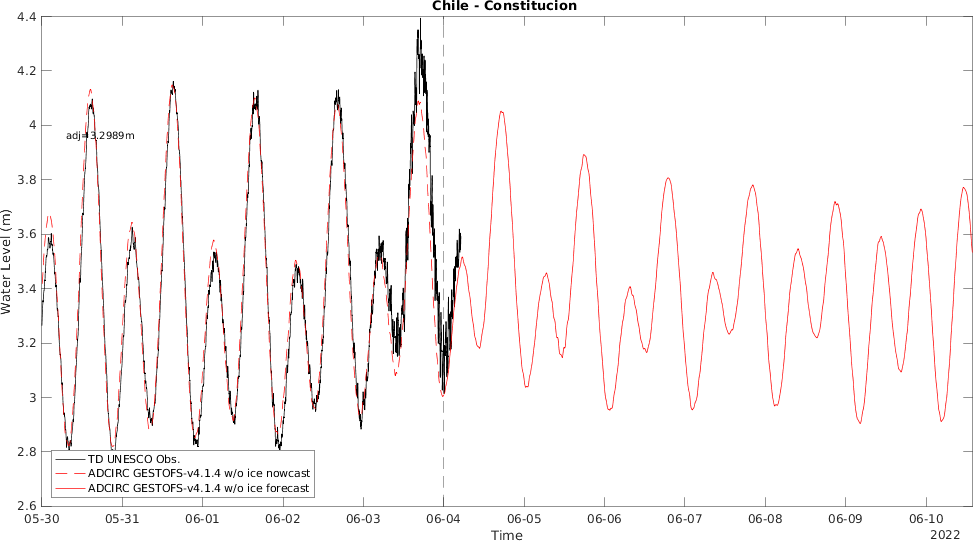 Chile - Constitucion
4.4
4.2
4
3.8
3.6
3.4
3.2
3
2.8
2.6
Water Level (m)
adj=13.2989m
TD UNESCO Obs.
ADCIRC GESTOFS-v4.1.4 w/o ice nowcast
ADCIRC GESTOFS-v4.1.4 w/o ice forecast
05-30 05-31 06-01 06-02 06-03 06-04 06-05 06-06 06-07 06-08 06-09 06-10
Time
2022